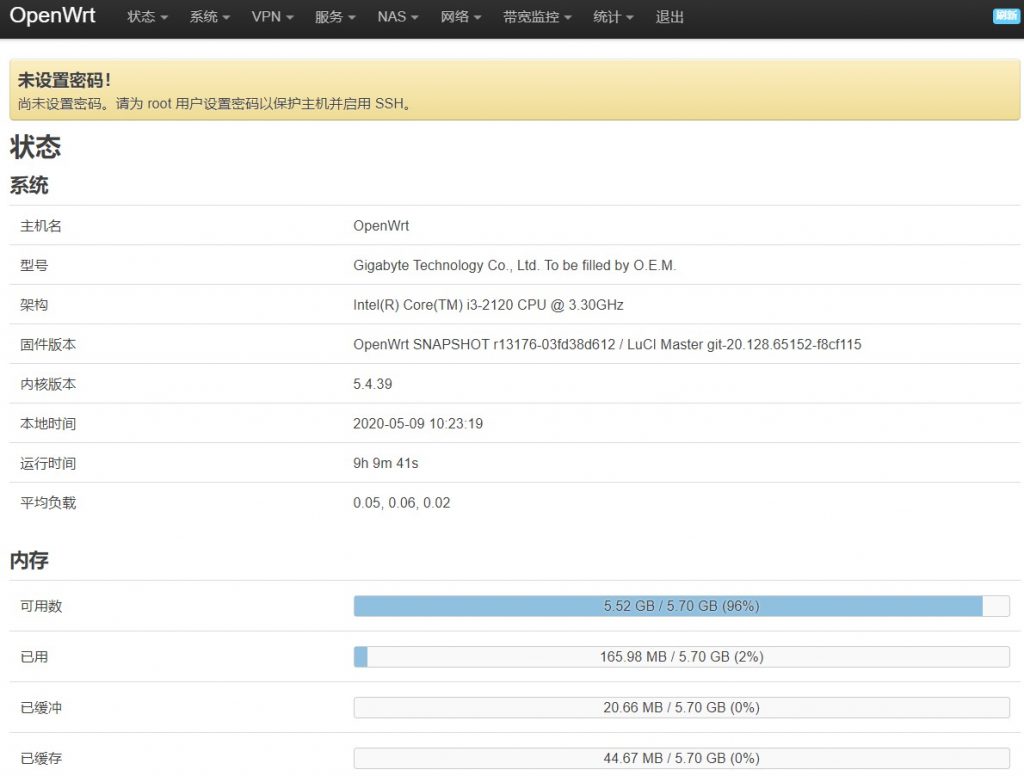 OpenWrt 状态 系统 VPN 服务 NAS 网络 带宽监控 统计 退出 刷新
未设置密码!
尚未设置密码。请为 root 用户设置密码以保护主机并启用 SSH。
状态
系统
主机名 OpenWrt
型号 Gigabyte Technology Co., Ltd. To be filled by O.E.M.
架构 Intel(R) Core(TM) i3-2120 CPU @ 3.30GHz
固件版本 OpenWrt SNAPSHOT r13176-03fd38d612 / LuCI Master git-20.128.65152-f8cf115
内核版本 5.4.39
本地时间 2020-05-09 10:23:19
运行时间 9h 9m 41s
平均负载 0.05, 0.06, 0.02
内存
可用数 5.52 GB / 5.70 GB (96%)
已用 165.98 MB / 5.70 GB (2%)
已缓冲 20.66 MB / 5.70 GB (0%)
已缓存 44.67 MB / 5.70 GB (0%)